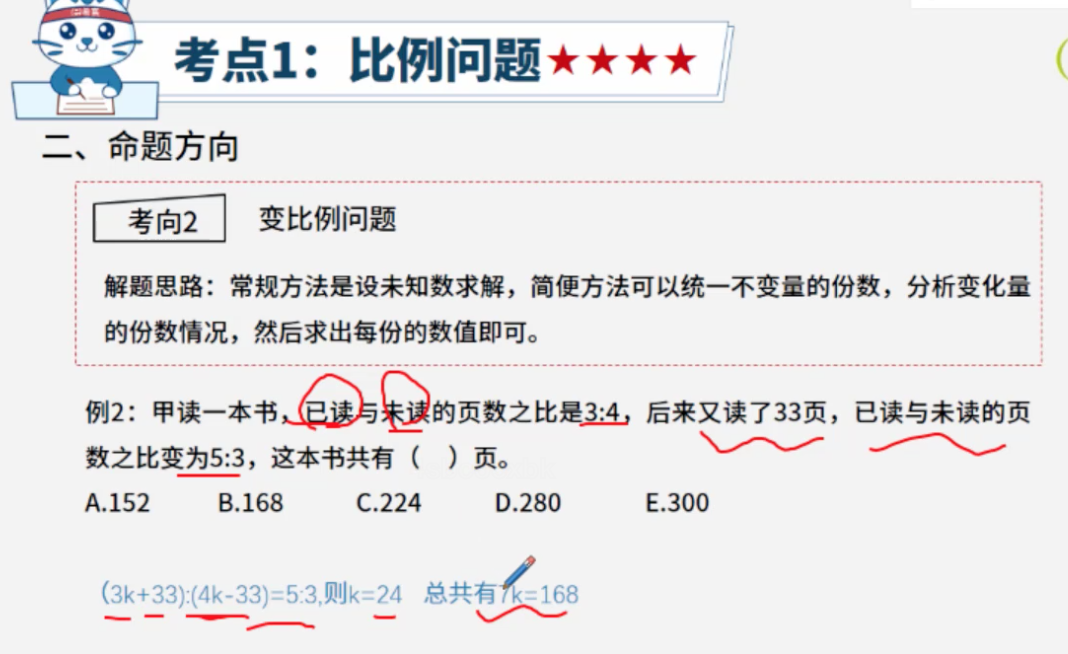 考点1：比例问题★★★★
二、命题方向
考向2 变比例问题
解题思路：常规方法是设未知数求解，简便方法可以统一不变量的份数，分析变化量
的份数情况，然后求出每份的数值即可。
例2：甲读一本书，已读与未读的页数之比是3:4，后来又读了33页，已读与未读的页
数之比变为5:3，这本书共有（ ）页。
A.152 B.168 C.224 D.280 E.300
（3k+33):(4k-33)=5:3,则k=24 总共有7k=168